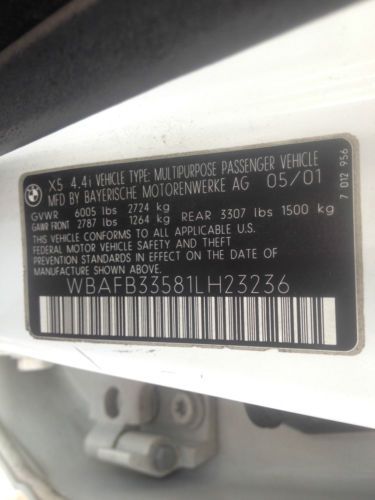 X5 4.4i VEHICLE TYPE: MULTIPURPOSE PASSENGER VEHICLE
MFD BY BAYERISCHE MOTORENWERKE AG 05/01
GVWR 6005 lbs 2724 kg
GAWR FRONT 2787 lbs 1264 kg REAR 3307 lbs 1500 kg
THIS VEHICLE CONFORMS TO ALL APPLICABLE
FEDERAL MOTOR VEHICLE SAFETY BUMPER AND THEFT
PREVENTION STANDARDS IN EFFECT ON THE DATE OF
MANUFACTURE SHOWN ABOVE
WBAFB33581LH23236
7 012 956
BMW